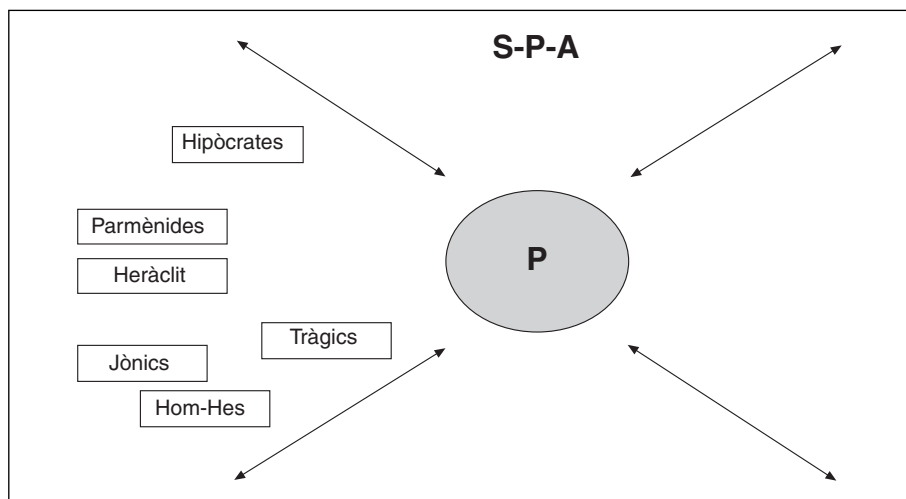 S-P-A
Hipòcrates
Parmènides
Heràclit
P
Tràgics
Jònics
Hom-Hes